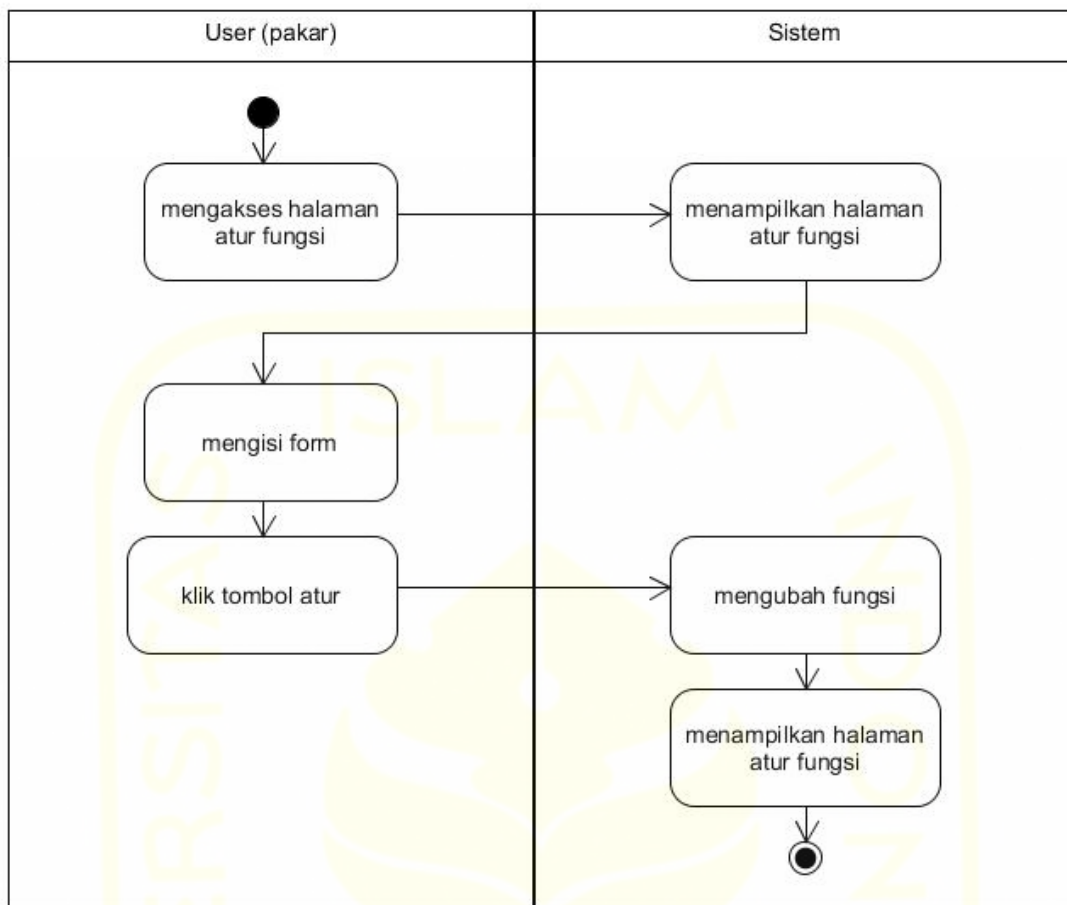 User (pakar)
Sistem
mengakses halaman
atur fungsi
menampilkan halaman
atur fungsi
ISLAM
mengisi form
klik tombol atur
mengubah fungsi
menampilkan halaman
atur fungsi